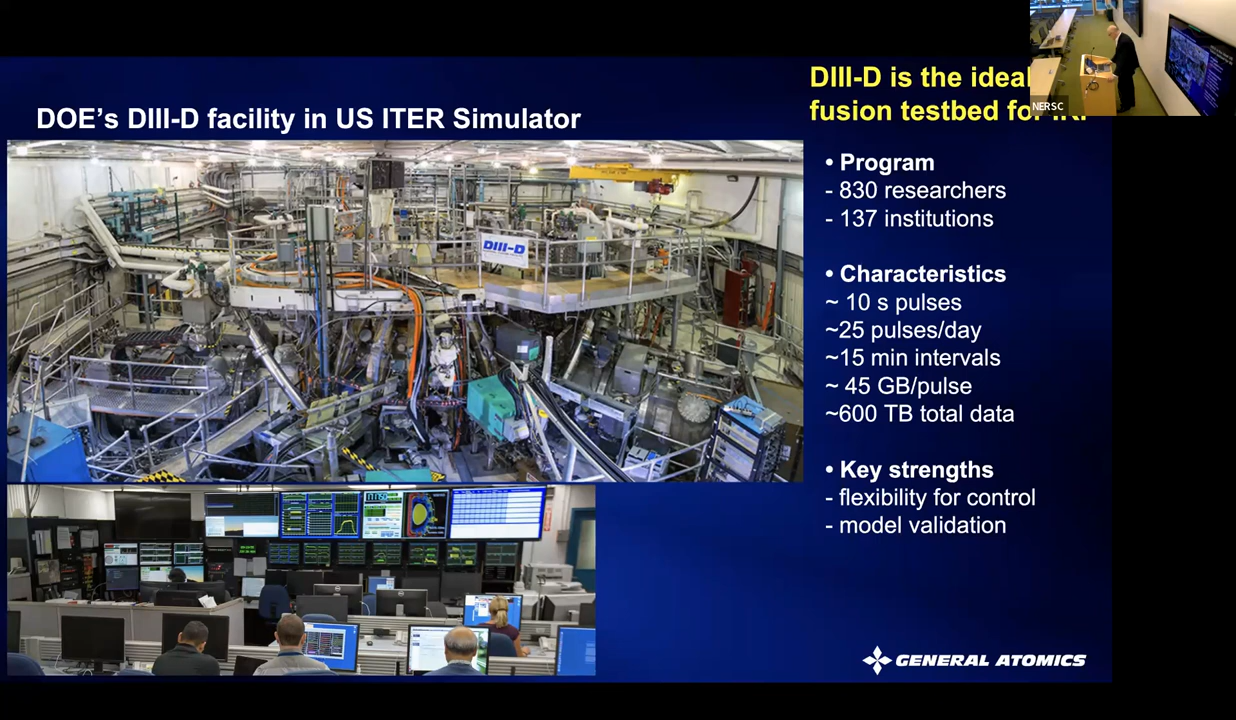 DOE's DIII-D facility in US ITER Simulator
DIII-D
DIII-D is the ideal
fusion testbed for IRI
NERSC
• Program
- 830 researchers
- 137 institutions
• Characteristics
~ 10 s pulses
~25 pulses/day
~15 min intervals
~ 45 GB/pulse
~600 TB total data
• Key strengths
- flexibility for control
- model validation
GENERAL ATOMICS